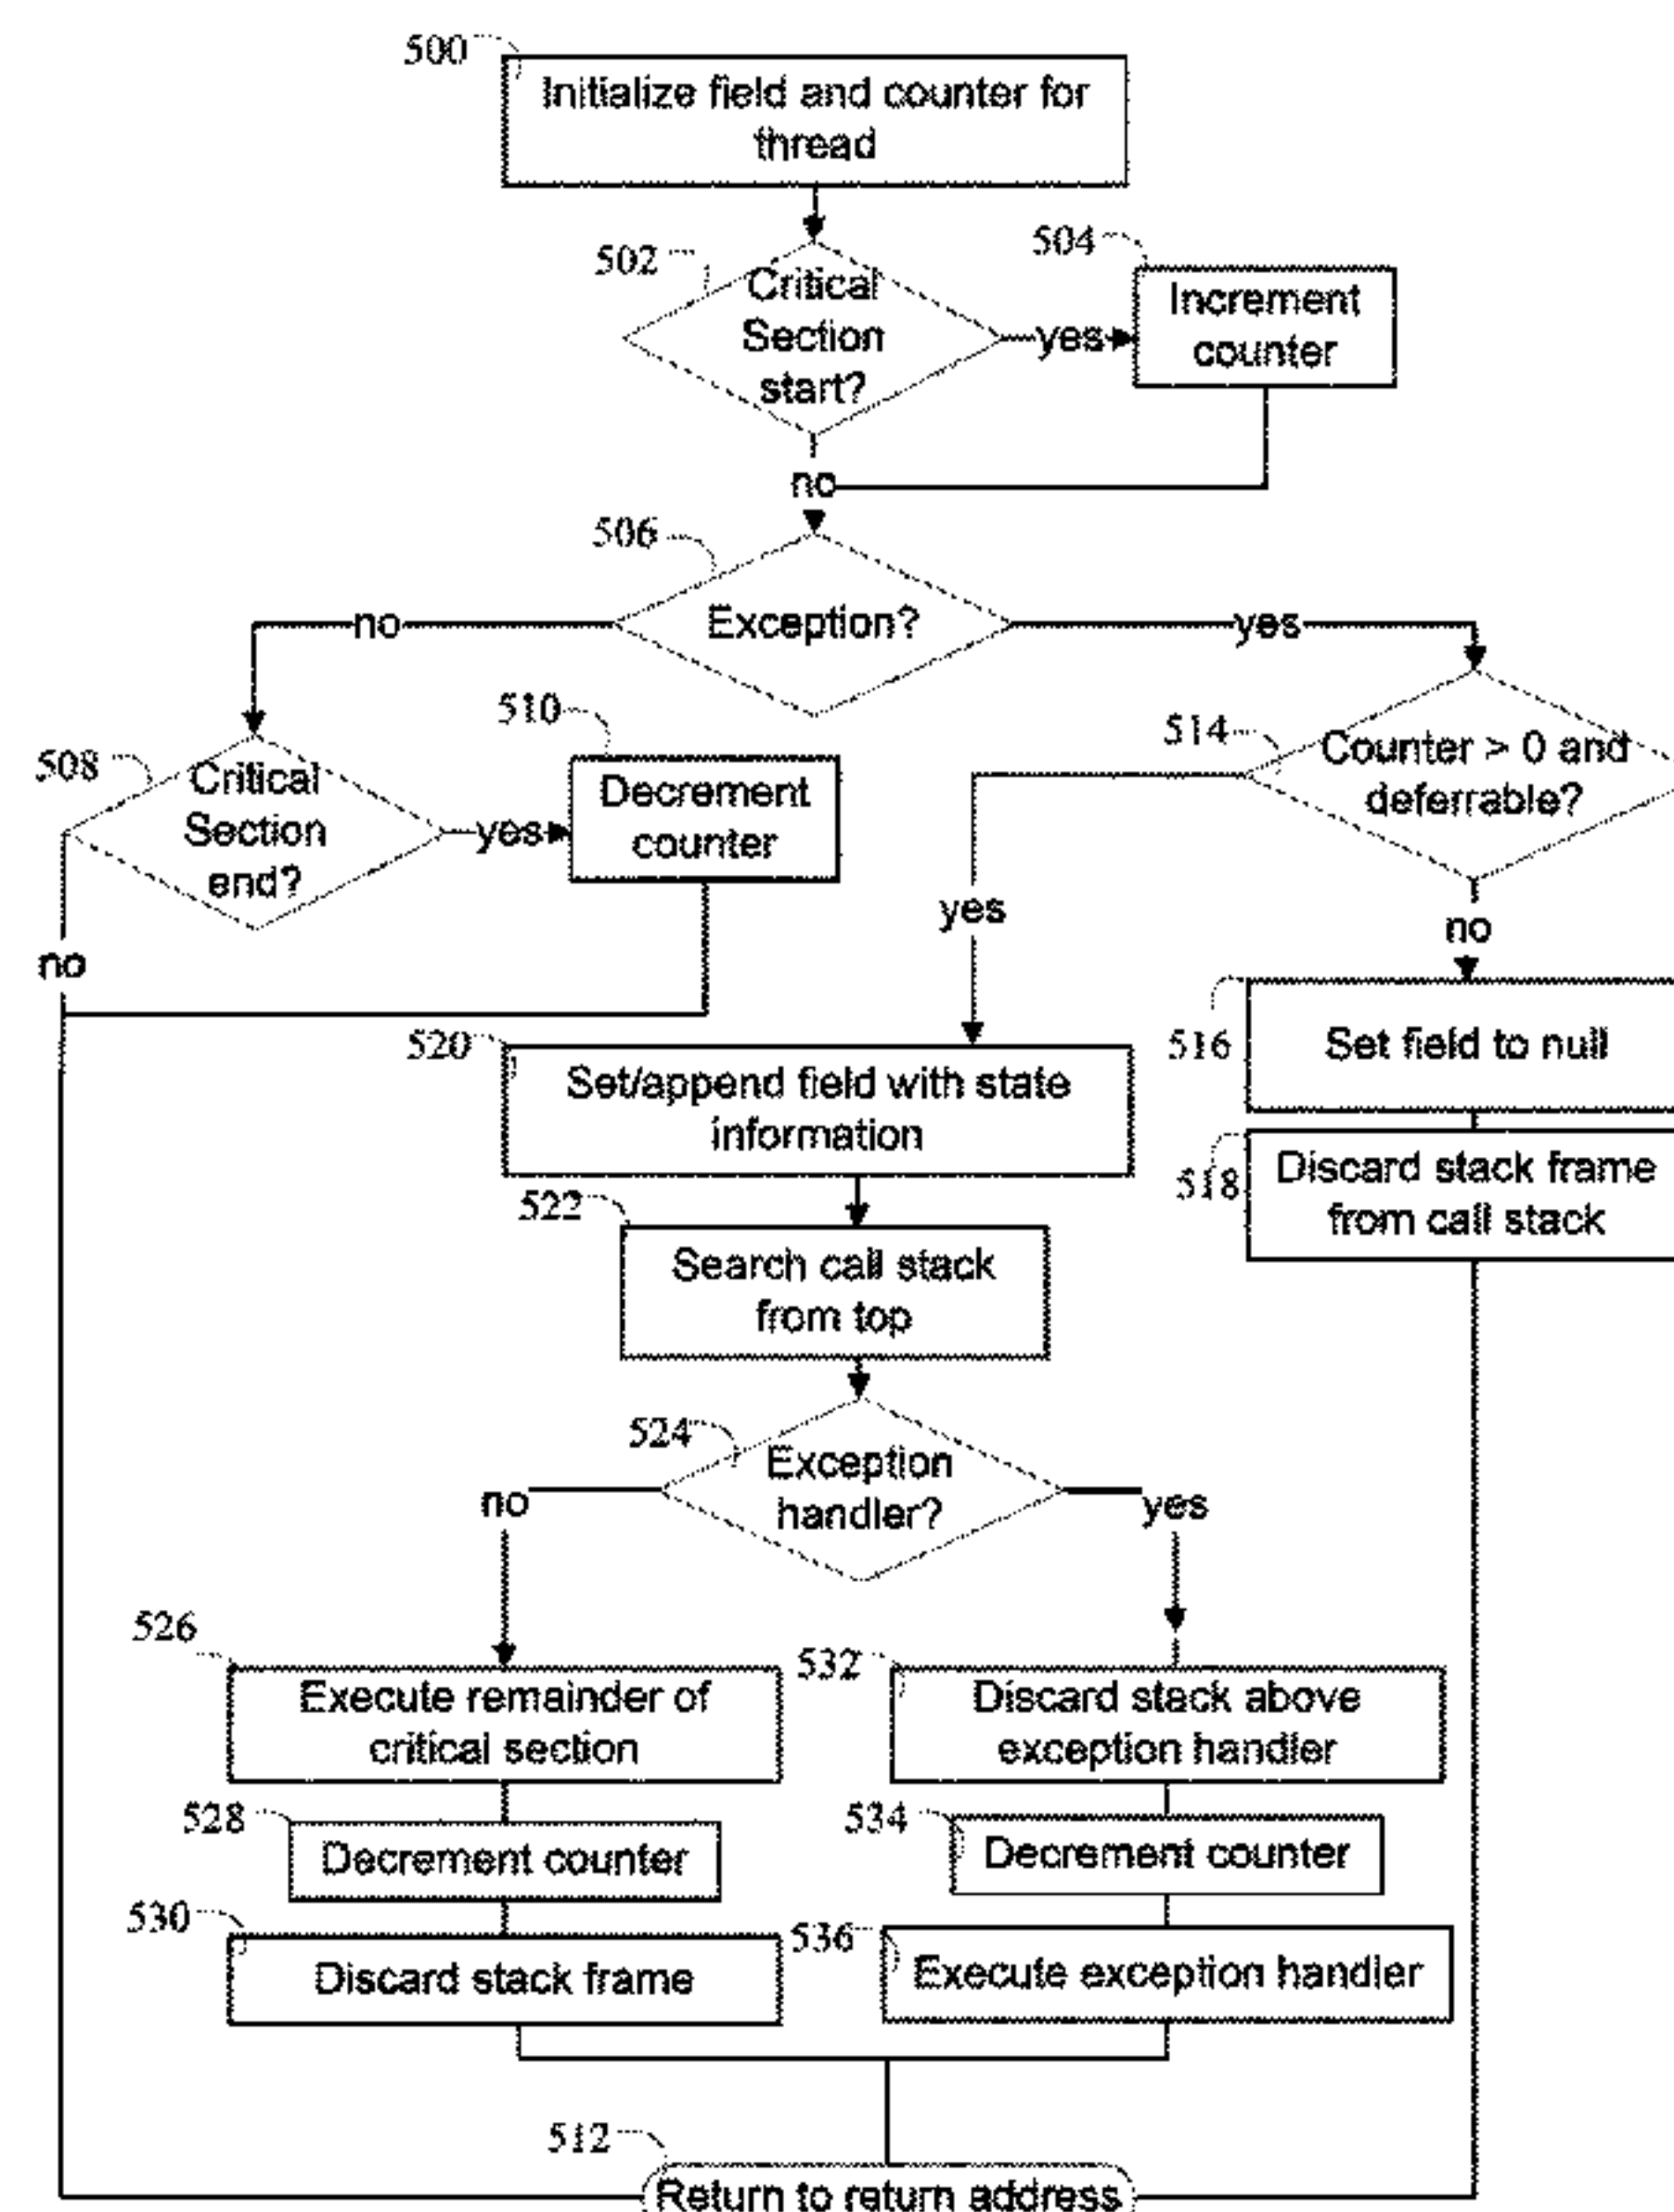 500
Initialize field and counter for
thread
502
Critical
Section
start?
yes
504
Increment
counter
no
506
Exception?
no
yes
508
Critical
Section
end?
yes
510
Decrement
counter
no
514
Counter > 0 and
deferrable?
yes
no
516
Set field to null
518
Discard stack frame
from call stack
520
Set/append field with state
information
522
Search call stack
from top
524
Exception
handler?
no
yes
526
Execute remainder of
critical section
528
Decrement counter
530
Discard stack frame
532
Discard stack above
exception handler
534
Decrement counter
536
Execute exception handler
512
Return to return address